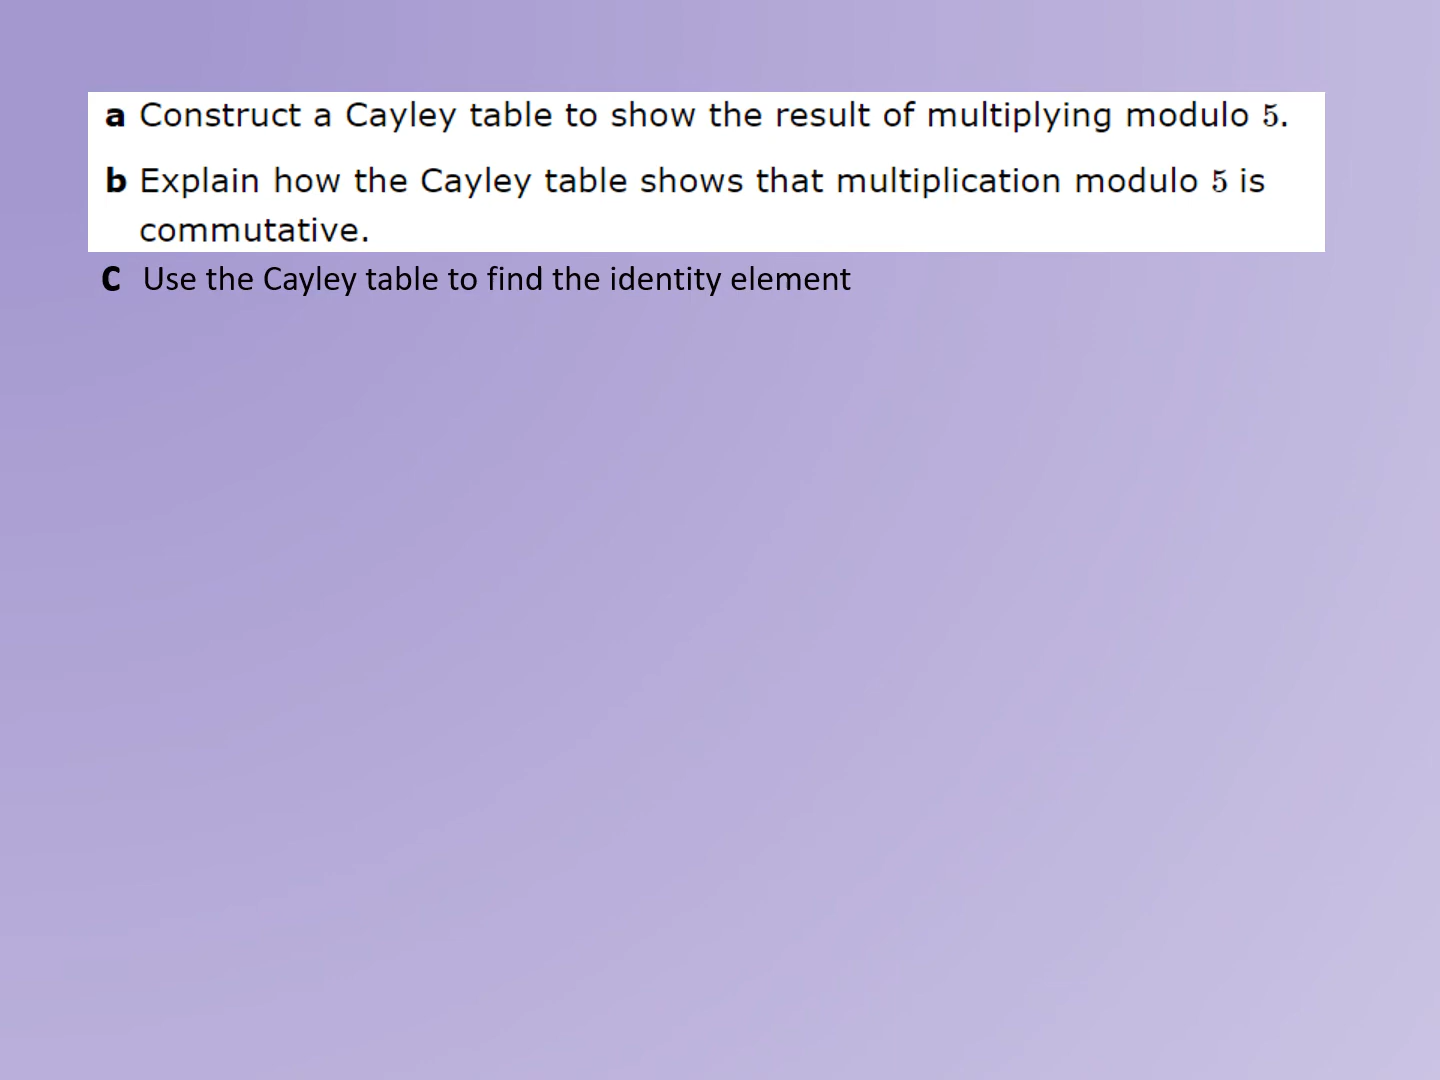 a Construct a Cayley table to show the result of multiplying modulo 5.
b Explain how the Cayley table shows that multiplication modulo 5 is
commutative.
c Use the Cayley table to find the identity element